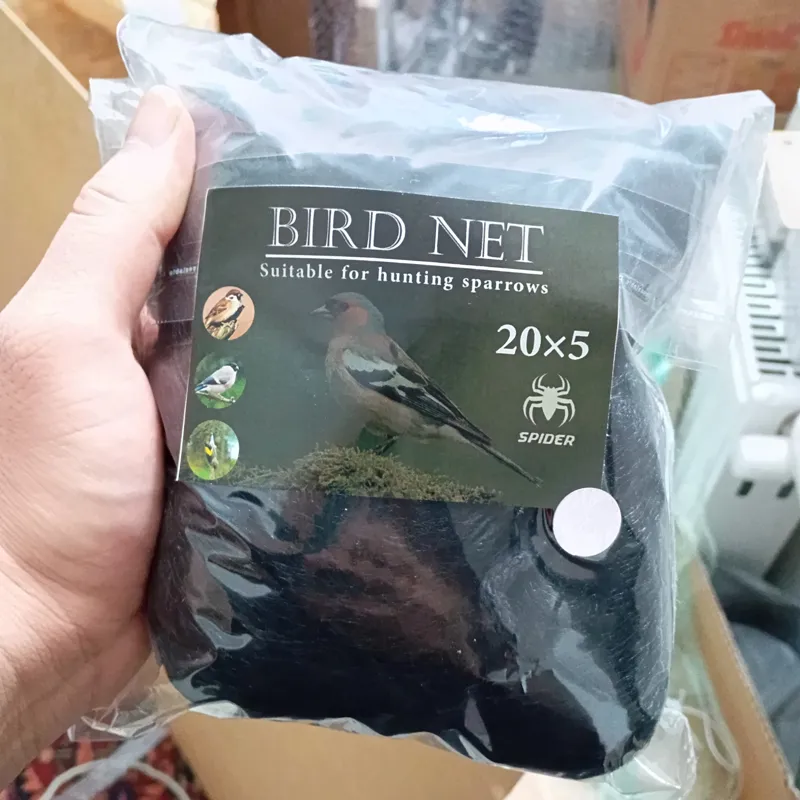 BIRD NET
Suitable for hunting sparrows
20×5
SPIDER